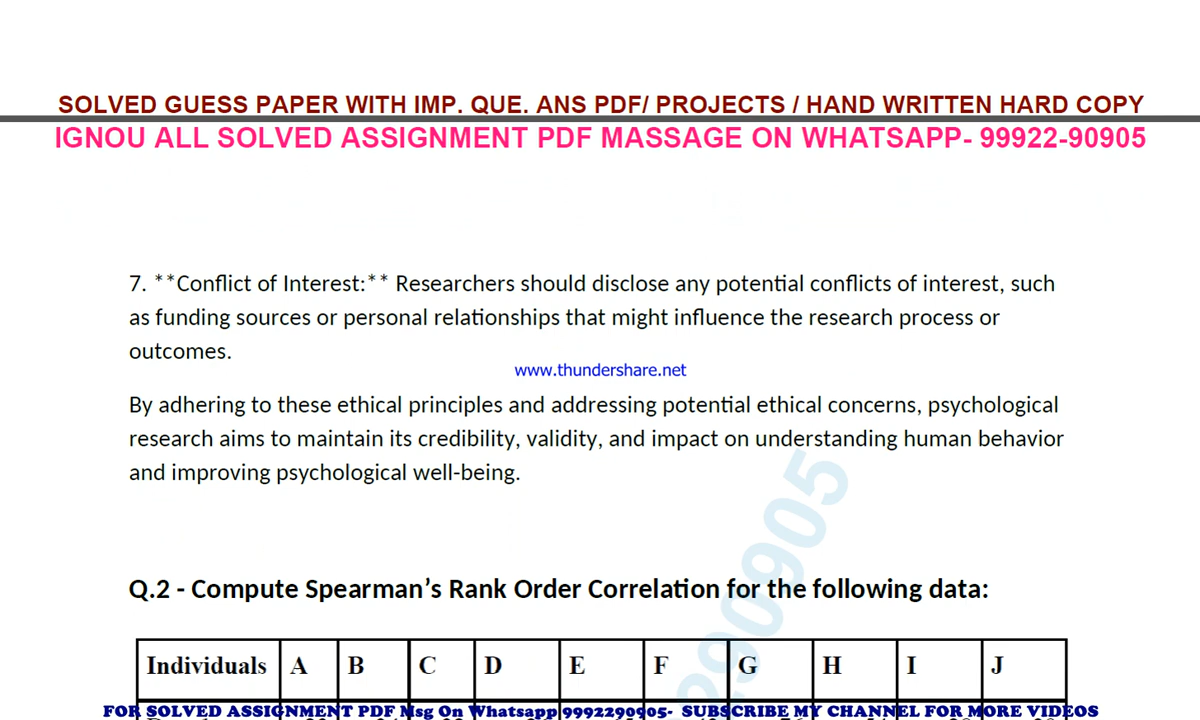 SOLVED GUESS PAPER WITH IMP. QUE. ANS PDF/ PROJECTS / HAND WRITTEN HARD COPY
IGNOU ALL SOLVED ASSIGNMENT PDF MASSAGE ON WHATSAPP- 99922-90905
7. **Conflict of Interest:** Researchers should disclose any potential conflicts of interest, such
as funding sources or personal relationships that might influence the research process or
outcomes.
www.thundershare.net
By adhering to these ethical principles and addressing potential ethical concerns, psychological
research aims to maintain its credibility, validity, and impact on understanding human behavior
and improving psychological well-being.
290905
Q.2 - Compute Spearman’s Rank Order Correlation for the following data:
Individuals A B C D E F G H I J
FOR SOLVED ASSIGNMENT PDF Msg On Whatsapp 9992290905- SUBSCRIBE MY CHANNEL FOR MORE VIDEOS